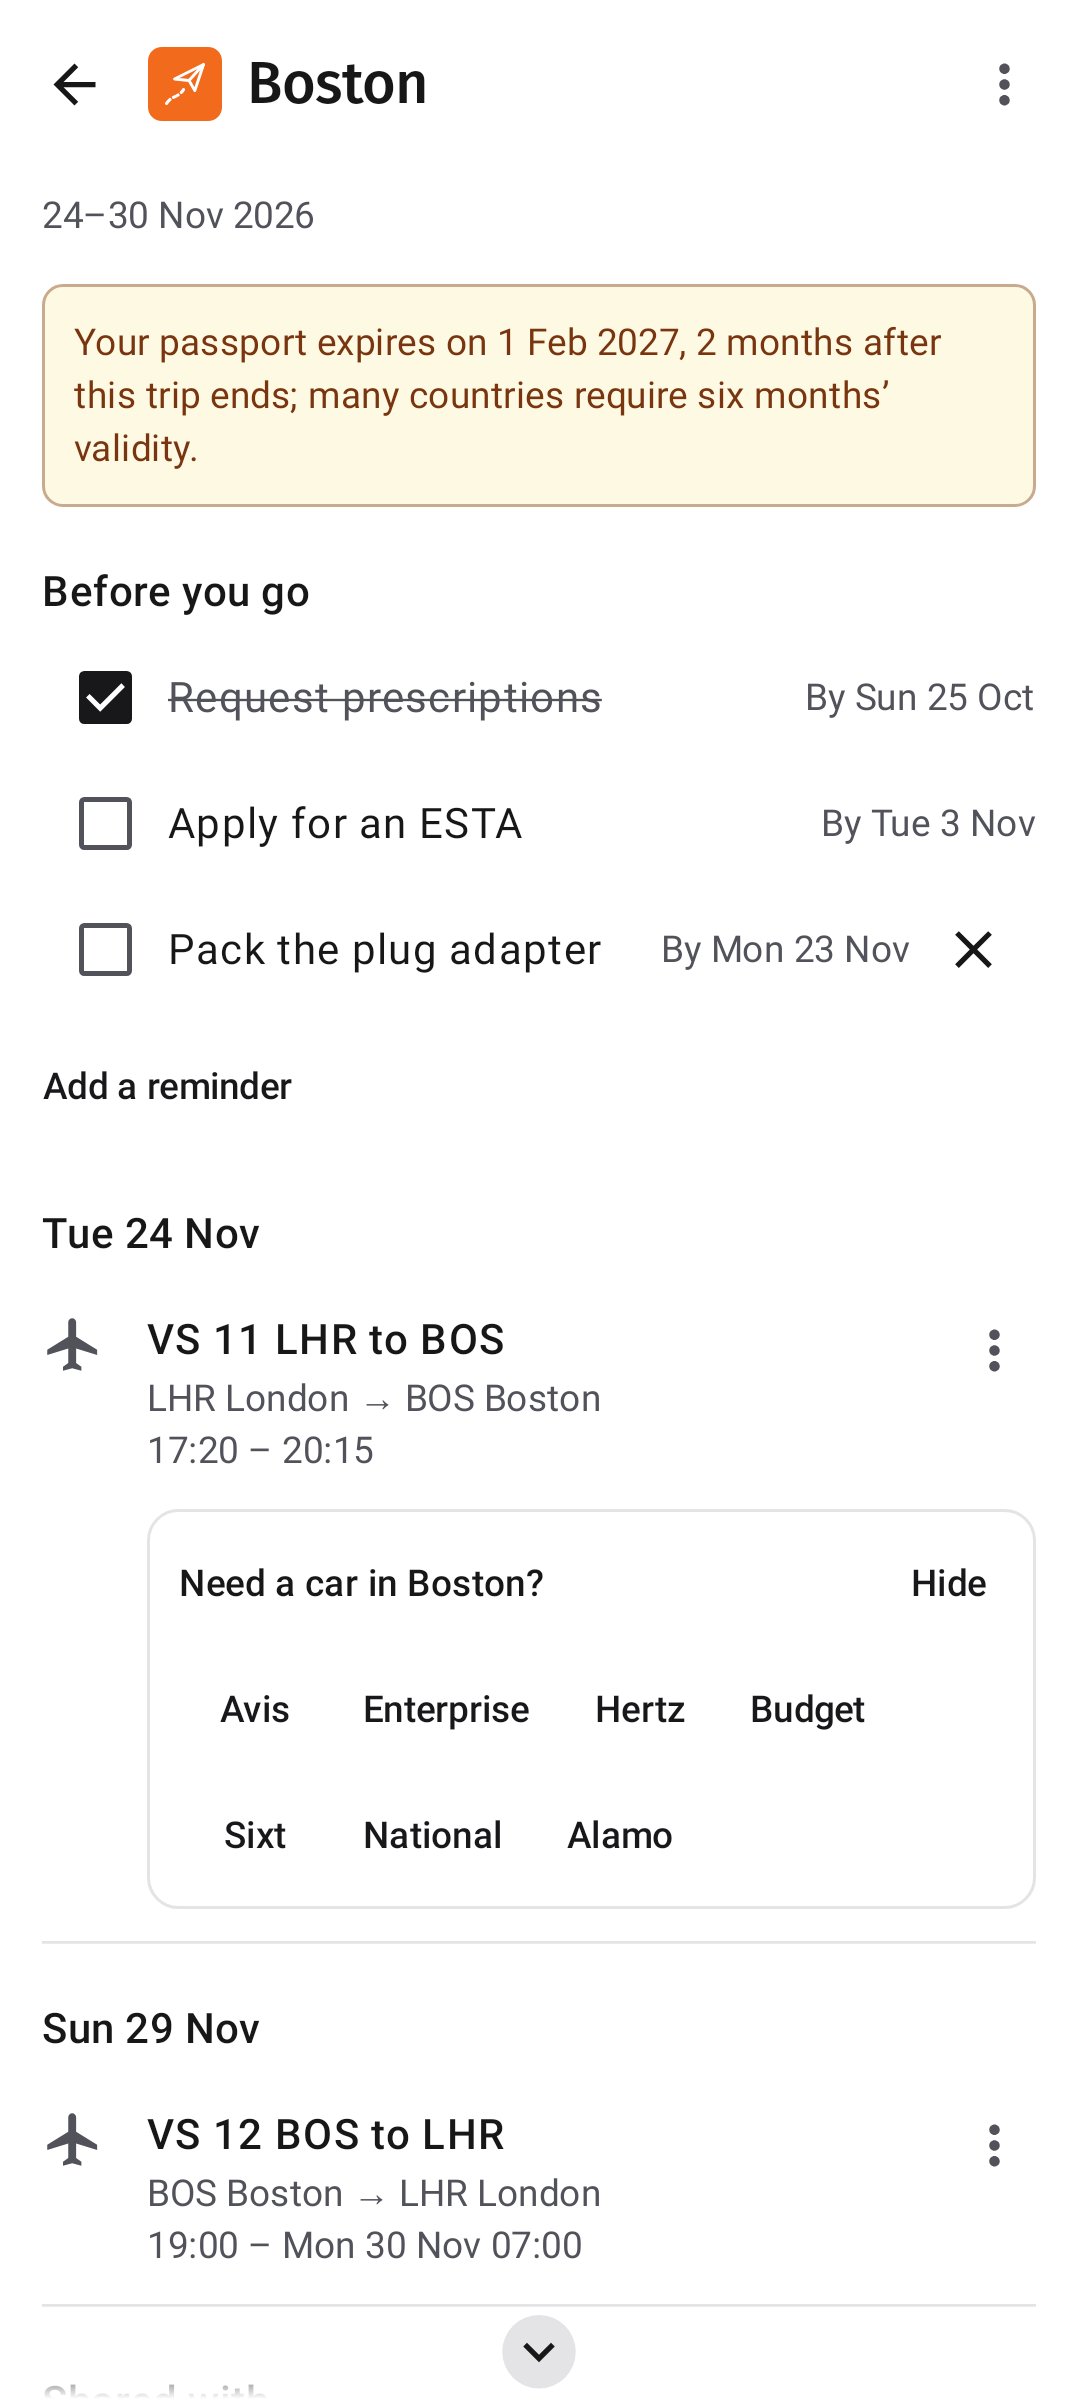 Boston
24–30 Nov 2026
Your passport expires on 1 Feb 2027, 2 months after
this trip ends; many countries require six months’
validity.
Before you go
Request prescriptions By Sun 25 Oct
Apply for an ESTA By Tue 3 Nov
Pack the plug adapter By Mon 23 Nov
Add a reminder
Tue 24 Nov
VS 11 LHR to BOS
LHR London → BOS Boston
17:20 – 20:15
Need a car in Boston? Hide
Avis Enterprise Hertz Budget
Sixt National Alamo
Sun 29 Nov
VS 12 BOS to LHR
BOS Boston → LHR London
19:00 – Mon 30 Nov 07:00
Shared with